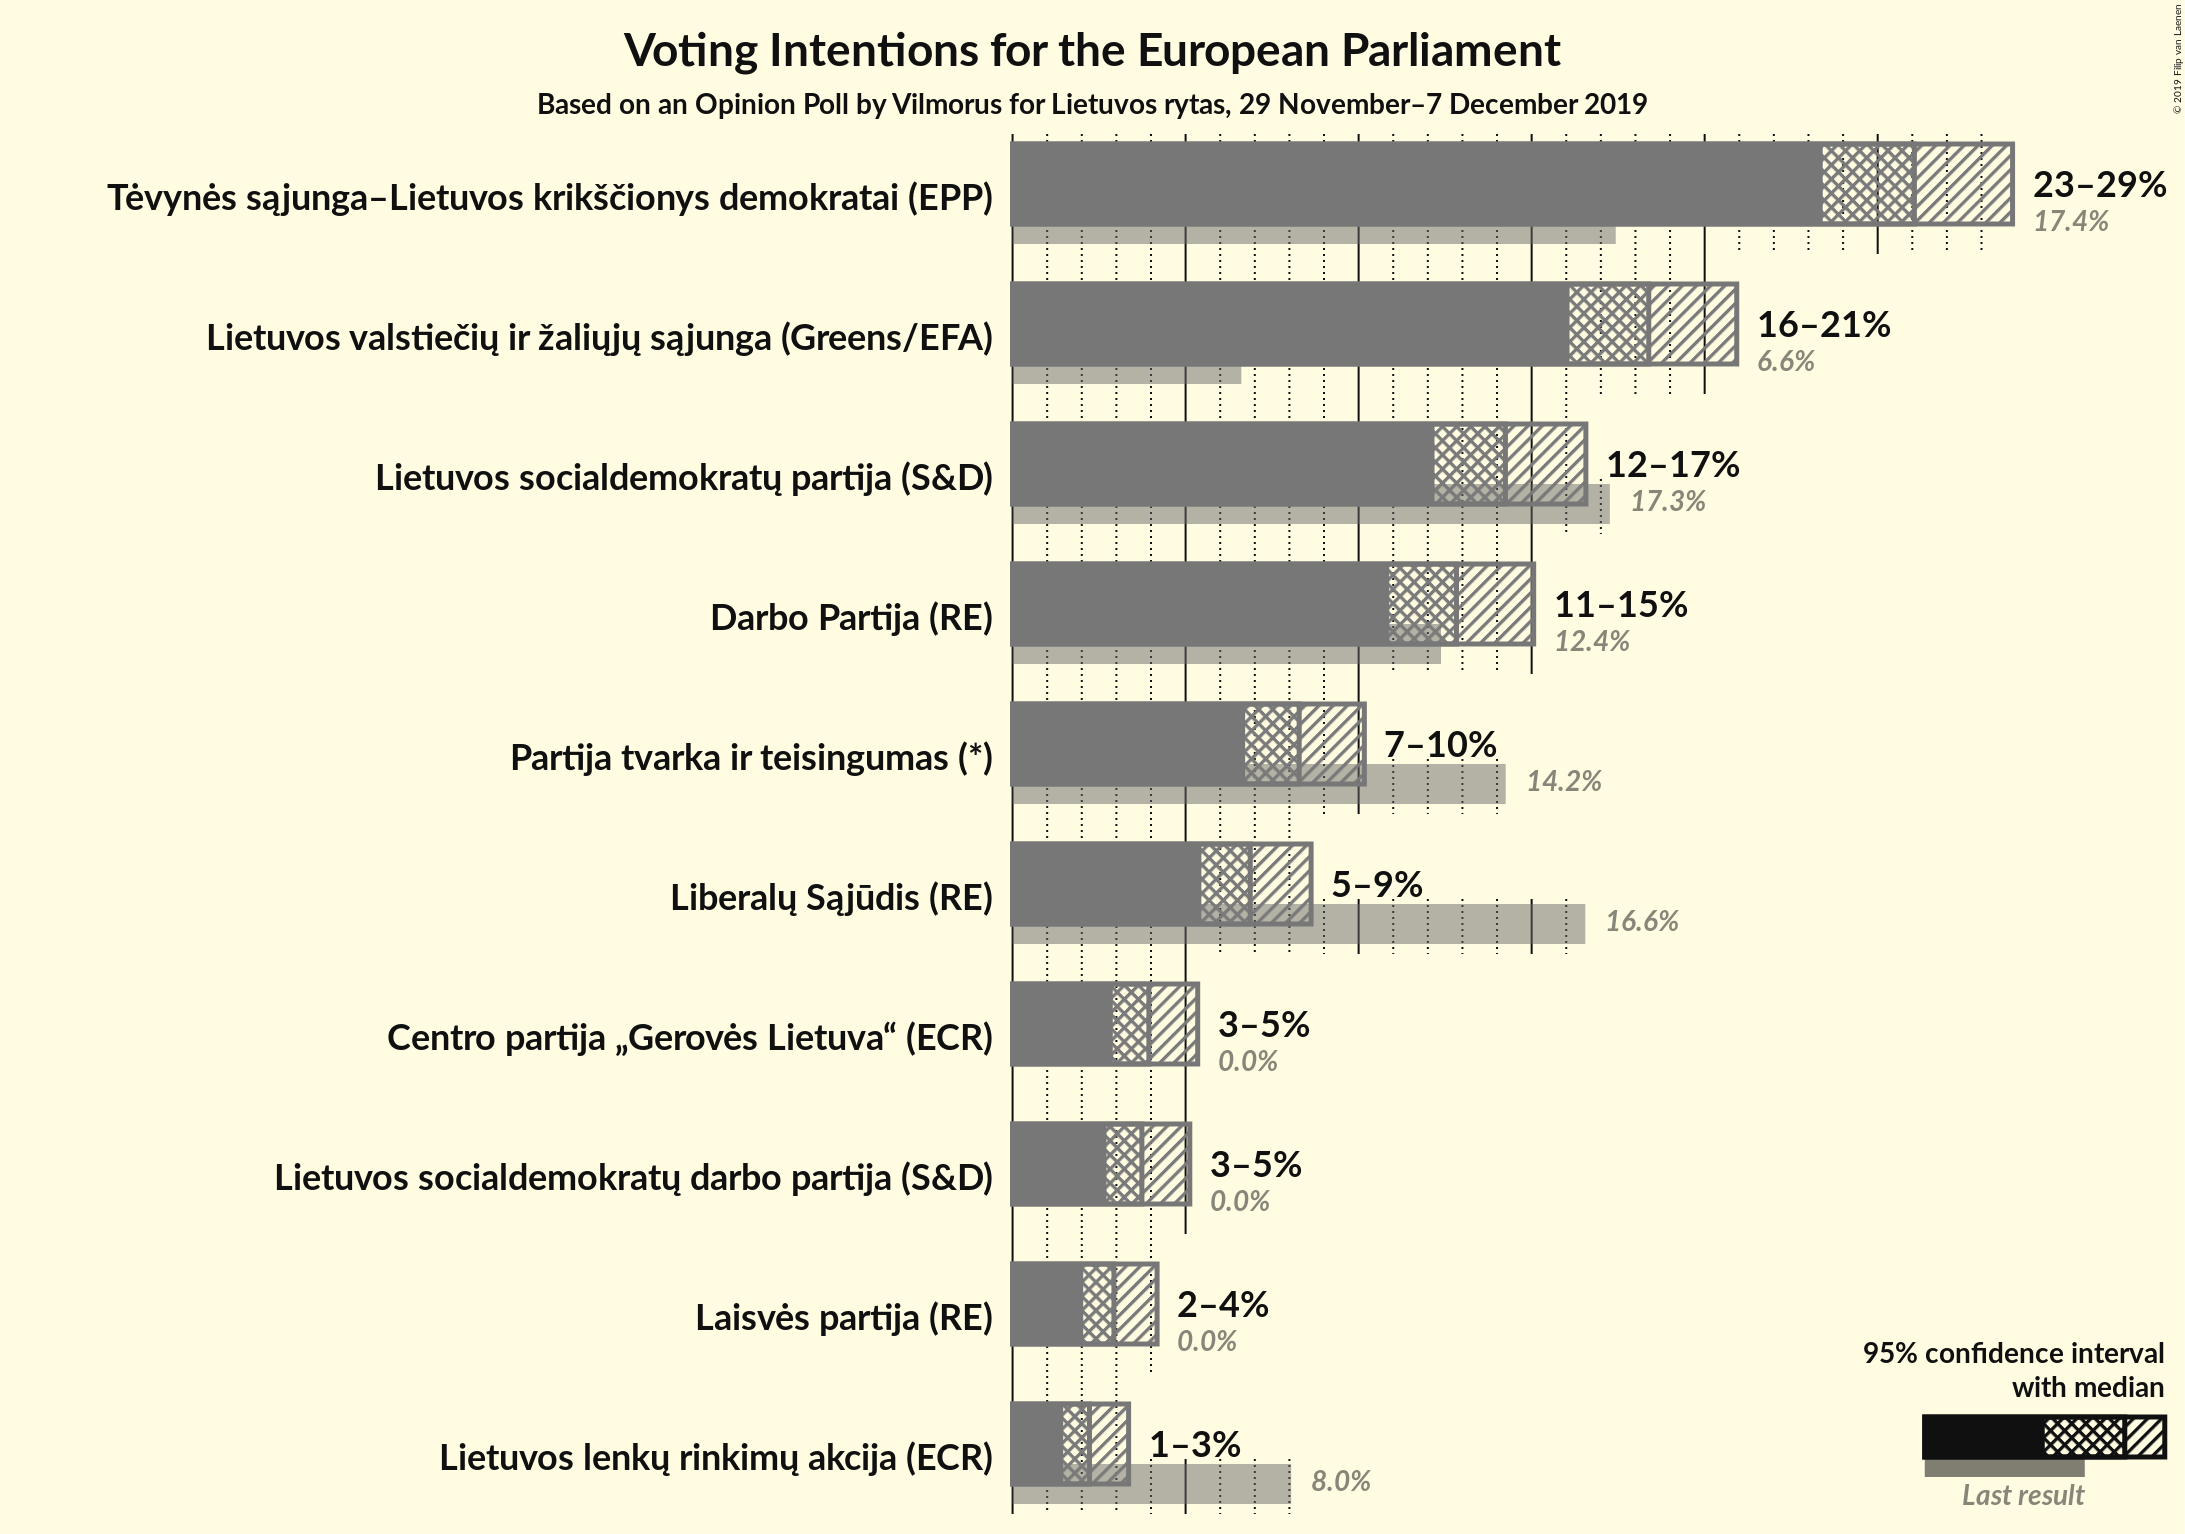 Voting Intentions for the European Parliament
Based on an Opinion Poll by Vilmorus for Lietuvos rytas, 29 November–7 December 2019
© 2019 Filip van Laenen
Tėvynės sąjunga–Lietuvos krikščionys demokratai (EPP)
23–29%
17.4%
Lietuvos valstiečių ir žaliųjų sąjunga (Greens/EFA)
16–21%
6.6%
Lietuvos socialdemokratų partija (S&D)
12–17%
17.3%
Darbo Partija (RE)
11–15%
12.4%
Partija tvarka ir teisingumas (*)
7–10%
14.2%
Liberalų Sąjūdis (RE)
5–9%
16.6%
Centro partija „Gerovės Lietuva“ (ECR)
3–5%
0.0%
Lietuvos socialdemokratų darbo partija (S&D)
3–5%
0.0%
Laisvės partija (RE)
2–4%
0.0%
Lietuvos lenkų rinkimų akcija (ECR)
1–3%
8.0%
95% confidence interval
with median
Last result